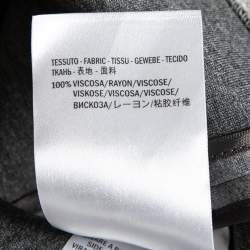 TESSUTO - FABRIC - TISSU - GEWEBE - TECIDO
ТКАНЬ - 表地 - 面料
100% VISCOSA/RAYON/VISCOSE/
VISKOSE/VISCOSA/VISCOSE/
ВИСКОЗА/レーヨン/粘胶纤维